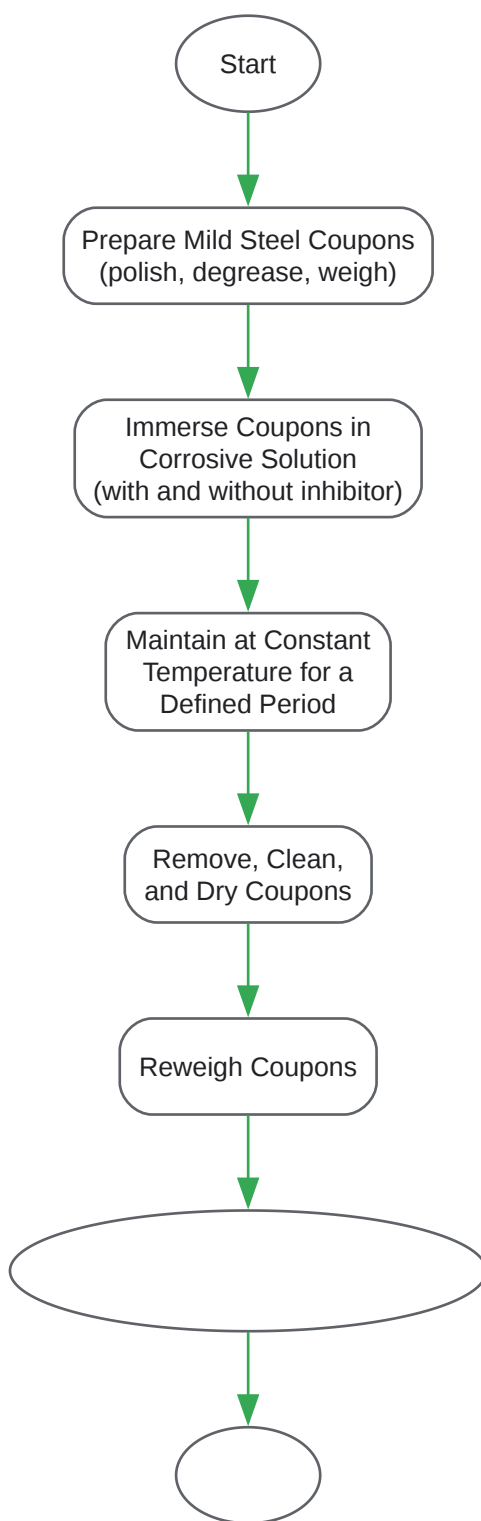 Start
Prepare Mild Steel Coupons
(polish, degrease, weigh)
Immerse Coupons in
Corrosive Solution
(with and without inhibitor)
Maintain at Constant
Temperature for a
Defined Period
Remove, Clean,
and Dry Coupons
Reweigh Coupons